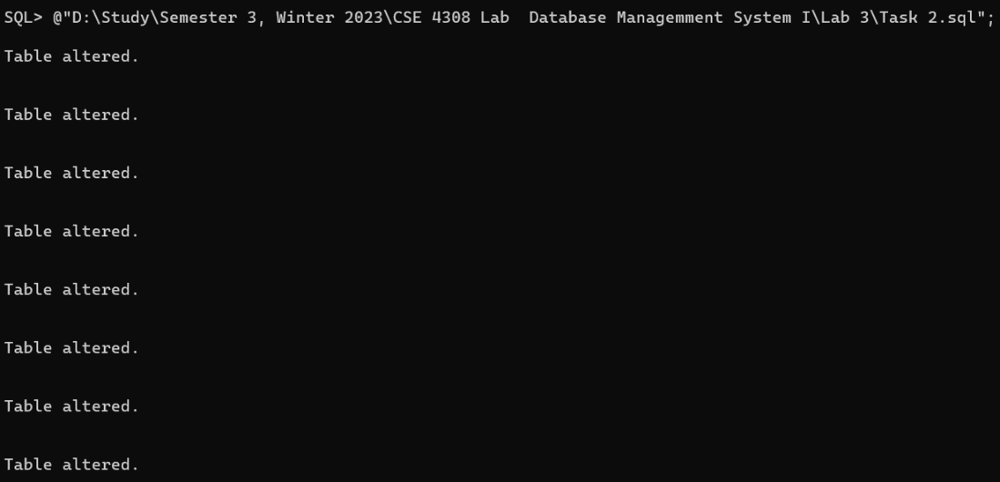 SQL> @"D:\Study\Semester 3, Winter 2023\CSE 4308 Lab  Database Managemment System I\Lab 3\Task 2.sql";
Table altered.
Table altered.
Table altered.
Table altered.
Table altered.
Table altered.
Table altered.
Table altered.